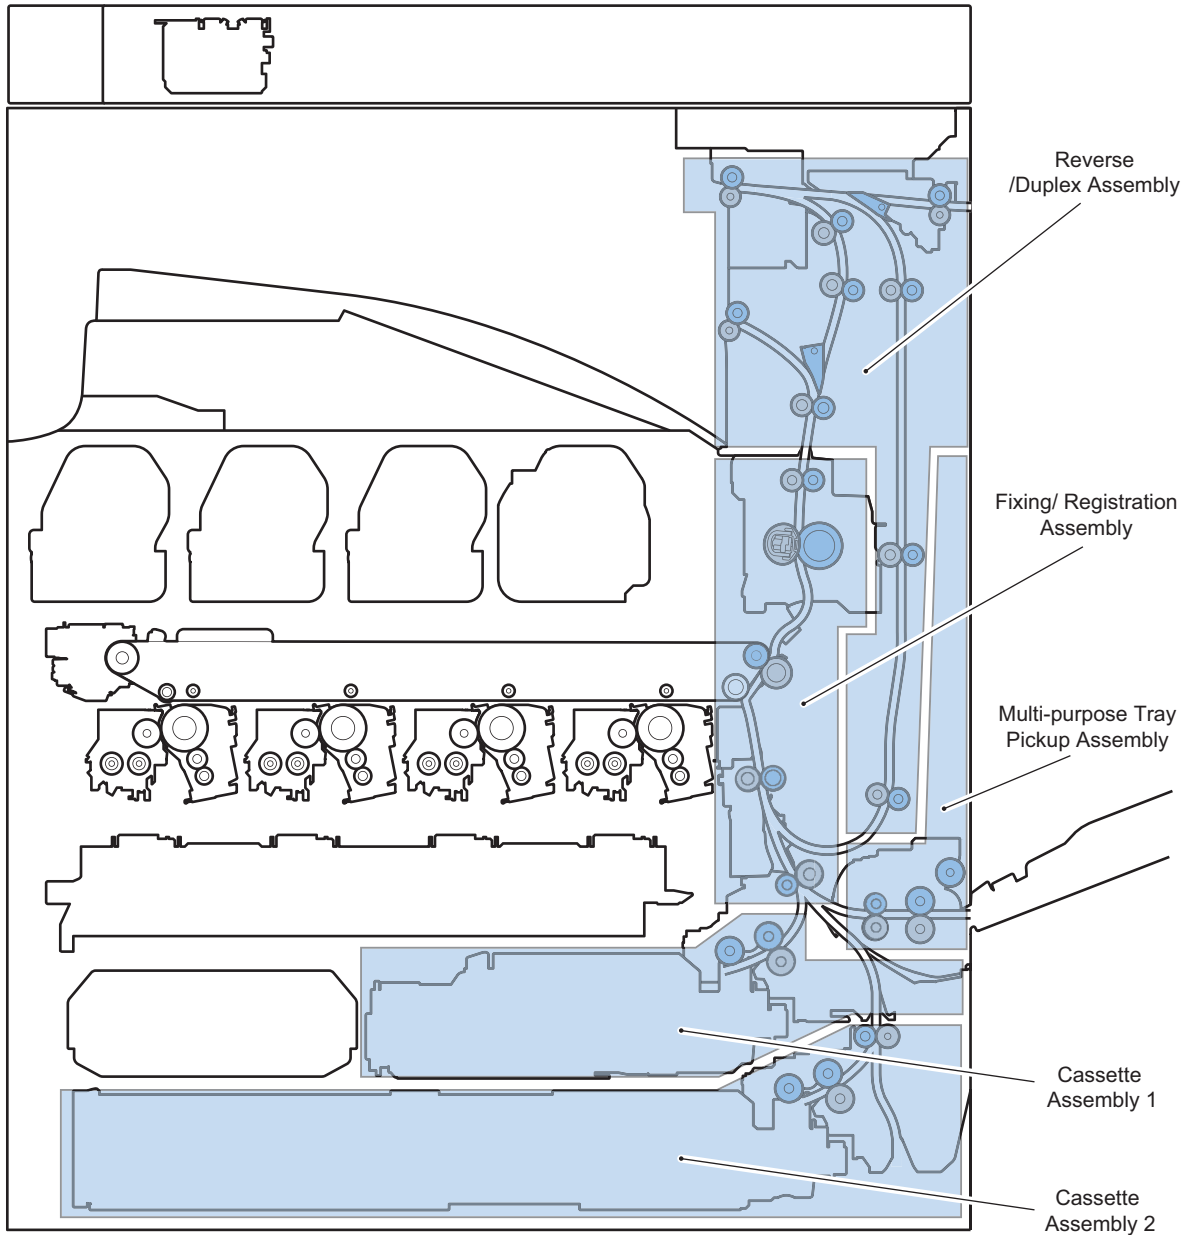 Reverse
/Duplex Assembly
Fixing/ Registration
Assembly
Multi-purpose Tray
Pickup Assembly
Cassette
Assembly 1
Cassette
Assembly 2